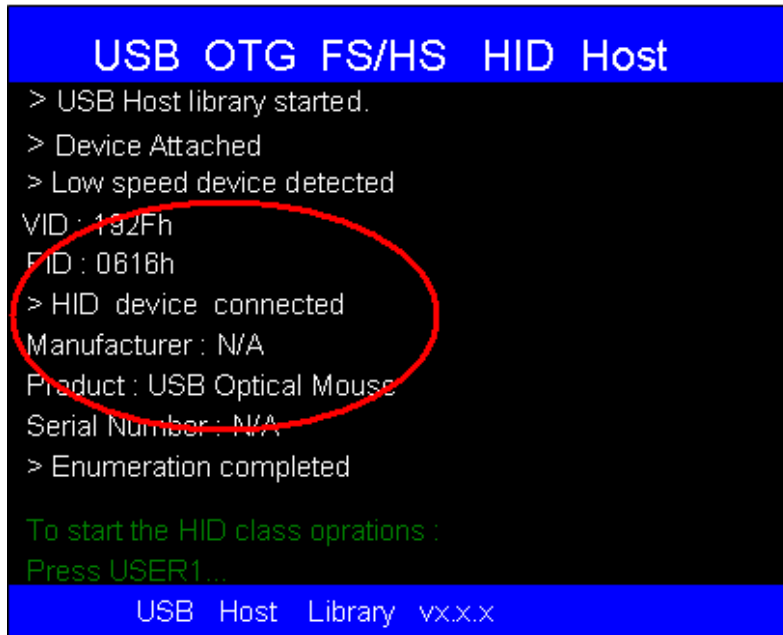 USB OTG FS/HS HID Host
> USB Host library started.
> Device Attached
> Low speed device detected
VID : 192Fh
PID : 0616h
> HID device connected
Manufacturer : N/A
Product : USB Optical Mouse
Serial Number : N/A
> Enumeration completed
To start the HID class oprations :
Press USER1...
USB Host Library vx.x.x